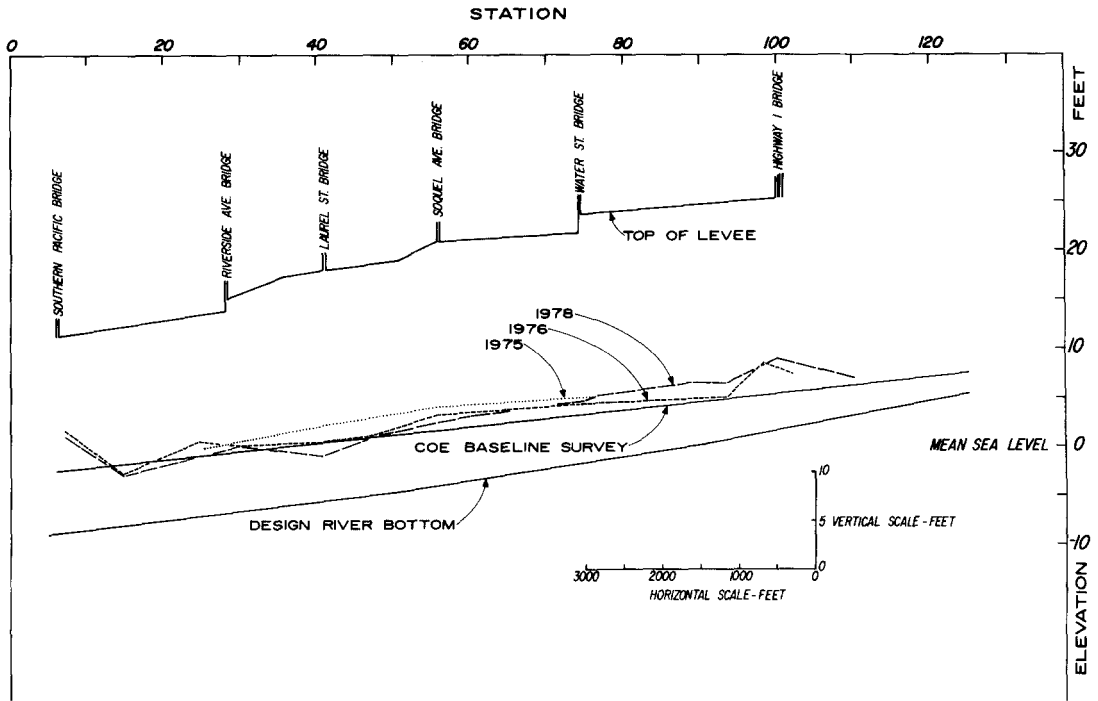 STATION
0 20 40 60 80 100 120
FEET
SOUTHERN PACIFIC BRIDGE
RIVERSIDE AVE. BRIDGE
LAUREL ST. BRIDGE
SOQUEL AVE. BRIDGE
WATER ST. BRIDGE
HIGHWAY 1 BRIDGE
30
TOP OF LEVEE
20
1978
1976
1975
10
COE BASELINE SURVEY
MEAN SEA LEVEL
0
10
DESIGN RIVER BOTTOM
5 VERTICAL SCALE-FEET
0
-10
3000 2000 1000 0
HORIZONTAL SCALE-FEET
ELEVATION